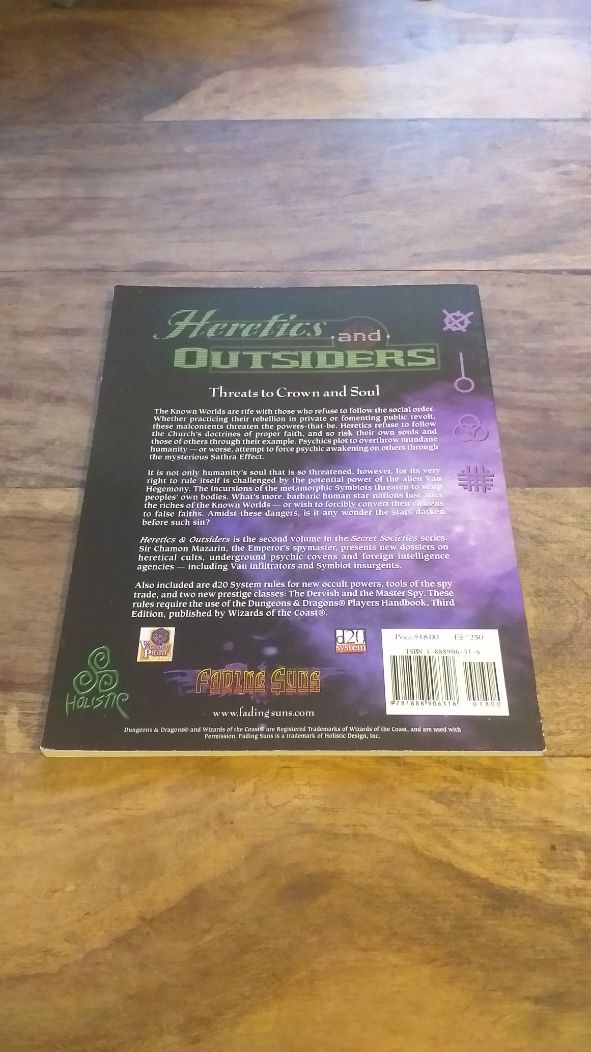 Heretics and
OUTSIDERS
Threats to Crown and Soul
The Known Worlds are rife with those who refuse to follow the social order.
Whether practicing their rebellion in private or fomenting public revolt,
these malcontents threaten the powers-that-be. Heretics refuse to follow
the Church's doctrines of proper faith, and so risk their own souls and
those of others through their example. Psychics plot to overthrow mundane
humanity — or worse, attempt to force psychic awakening on others through
the mysterious Sathra Effect.
It is not only humanity's soul that is so threatened, however, for its very
right to rule itself is challenged by the potential power of the alien Vau
Hegemony. The incursions of the metamorphic Symbiots threaten to warp
peoples' own bodies. What's more, barbaric human star-nations lust after
the riches of the Known Worlds — or wish to forcibly convert their citizens
to false faiths. Amidst these dangers, is it any wonder the stars darken
before such sin?
Heretics & Outsiders is the second volume in the Secret Societies series.
Sir Chamon Mazarin, the Emperor's spymaster, presents new dossiers on
heretical cults, underground psychic covens and foreign intelligence
agencies — including Vau infiltrators and Symbiot insurgents.
Also included are d20 System rules for new occult powers, tools of the spy
trade, and two new prestige classes: The Dervish and the Master Spy. These
rules require the use of the Dungeons & Dragons® Players Handbook, Third
Edition, published by Wizards of the Coast®.
d20
system
Price $18.00 FS 250
ISBN 1-888906-31-6
9781888906318 01800
HOLISTIC
FADING SUNS
www.fadingsuns.com
Dungeons & Dragons® and Wizards of the Coast® are Registered Trademarks of Wizards of the Coast, and are used with
Permission. Fading Suns is a trademark of Holistic Design, Inc.